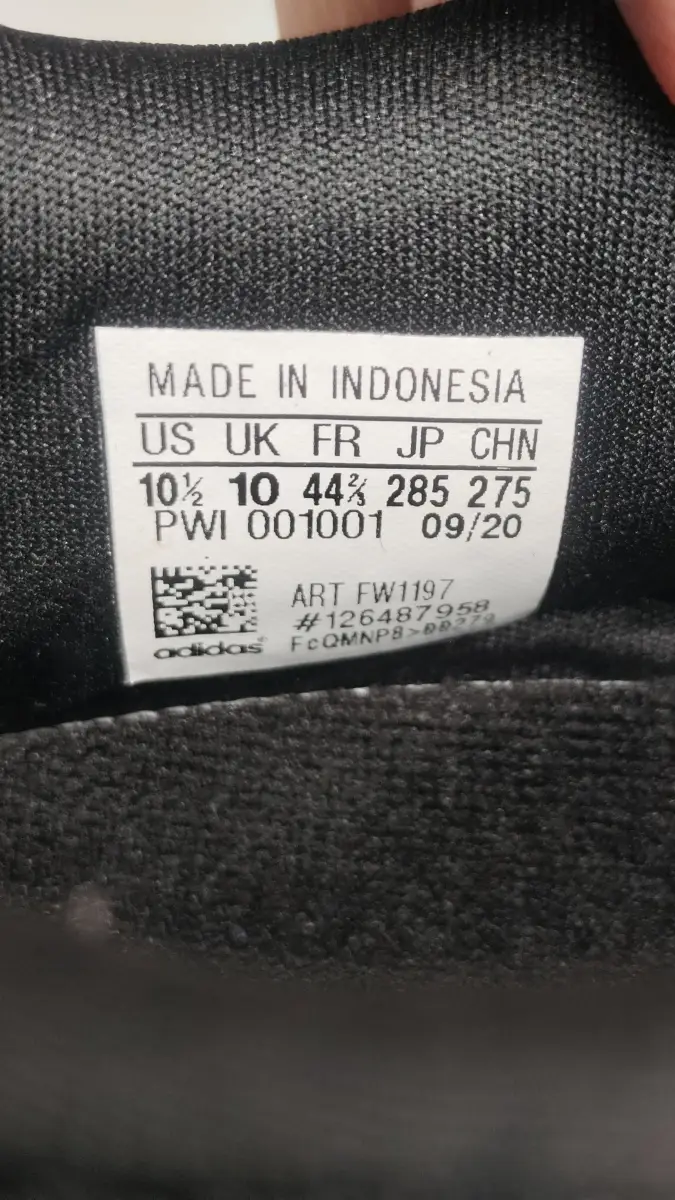 MADE IN INDONESIA
US UK FR JP CHN
10½ 10 44⅔ 285 275
PWI 001001 09/20
ART FW1197
#126487958
adidas